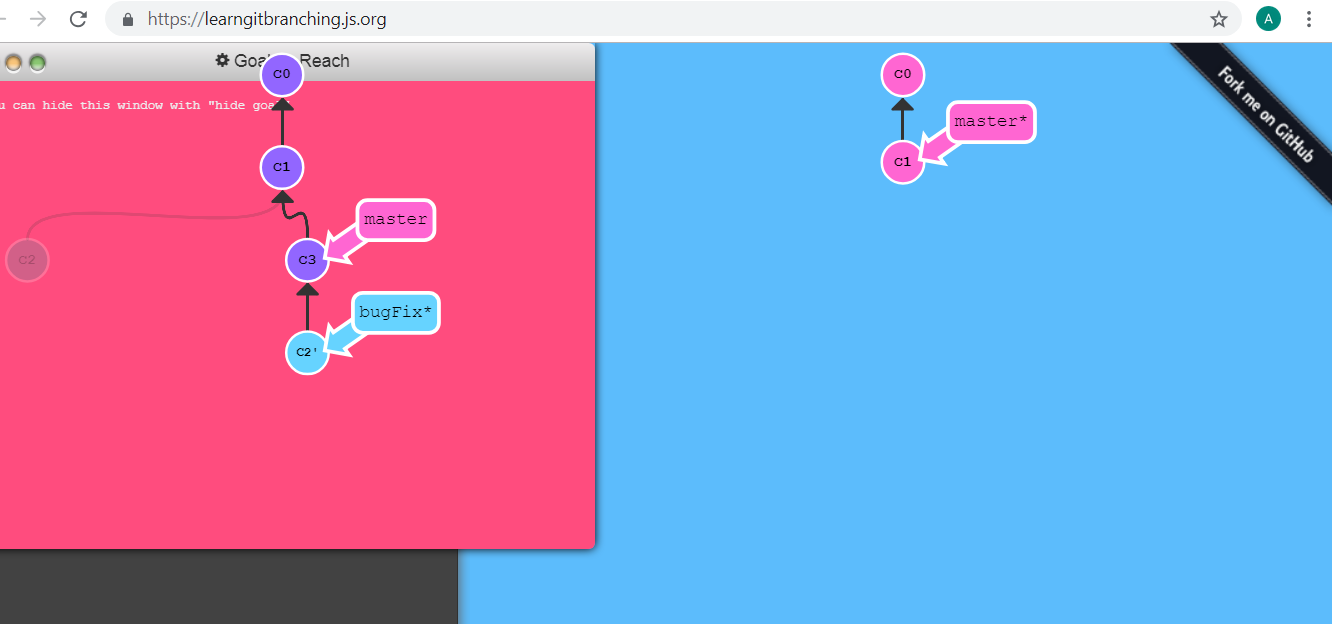 https://learngitbranching.js.org
A
Goal Reach
u can hide this window with "hide goa
C0
C1
master
C2
C3
bugFix*
C2'
C0
master*
C1
Fork me on GitHub